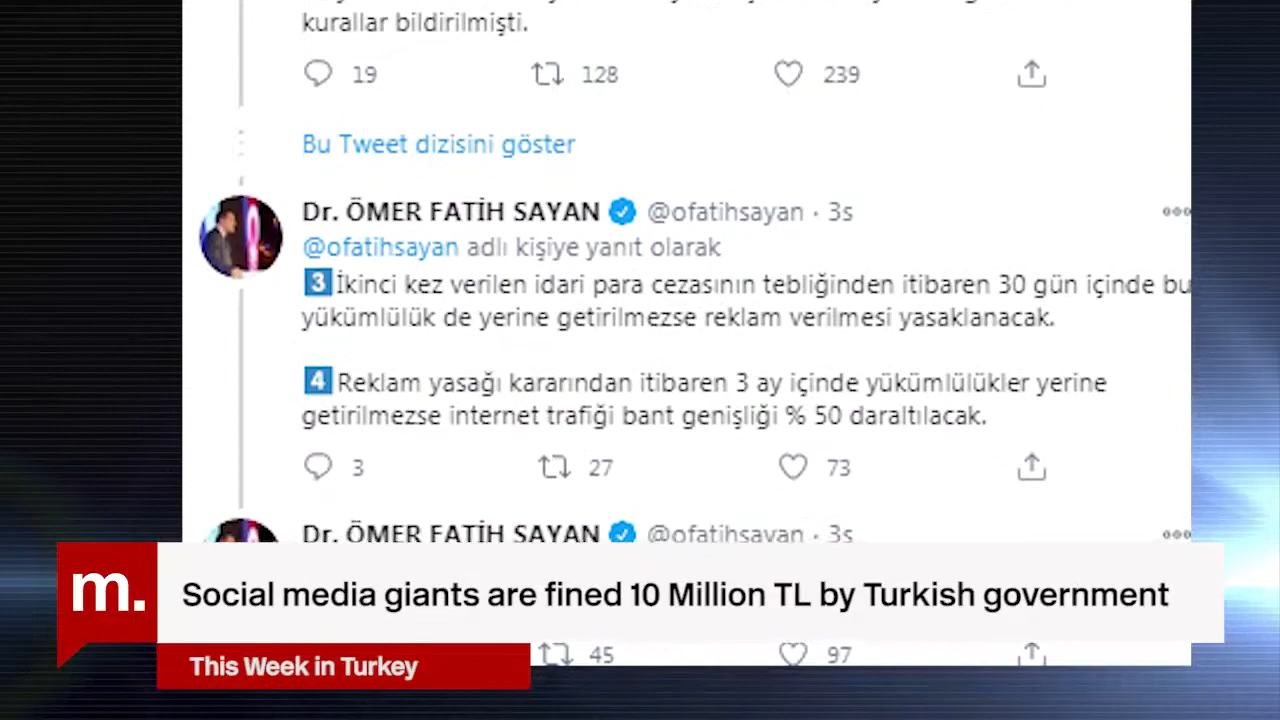 kurallar bildirilmişti.
19 128 239
Bu Tweet dizisini göster
Dr. ÖMER FATİH SAYAN @ofatihsayan · 3s
@ofatihsayan adlı kişiye yanıt olarak
3 İkinci kez verilen idari para cezasının tebliğinden itibaren 30 gün içinde bu
yükümlülük de yerine getirilmezse reklam verilmesi yasaklanacak.
4 Reklam yasağı kararından itibaren 3 ay içinde yükümlülükler yerine
getirilmezse internet trafiği bant genişliği % 50 daraltılacak.
3 27 73
Dr. ÖMER FATİH SAYAN @ofatihsayan · 3s
m.
Social media giants are fined 10 Million TL by Turkish government
45 97
This Week in Turkey